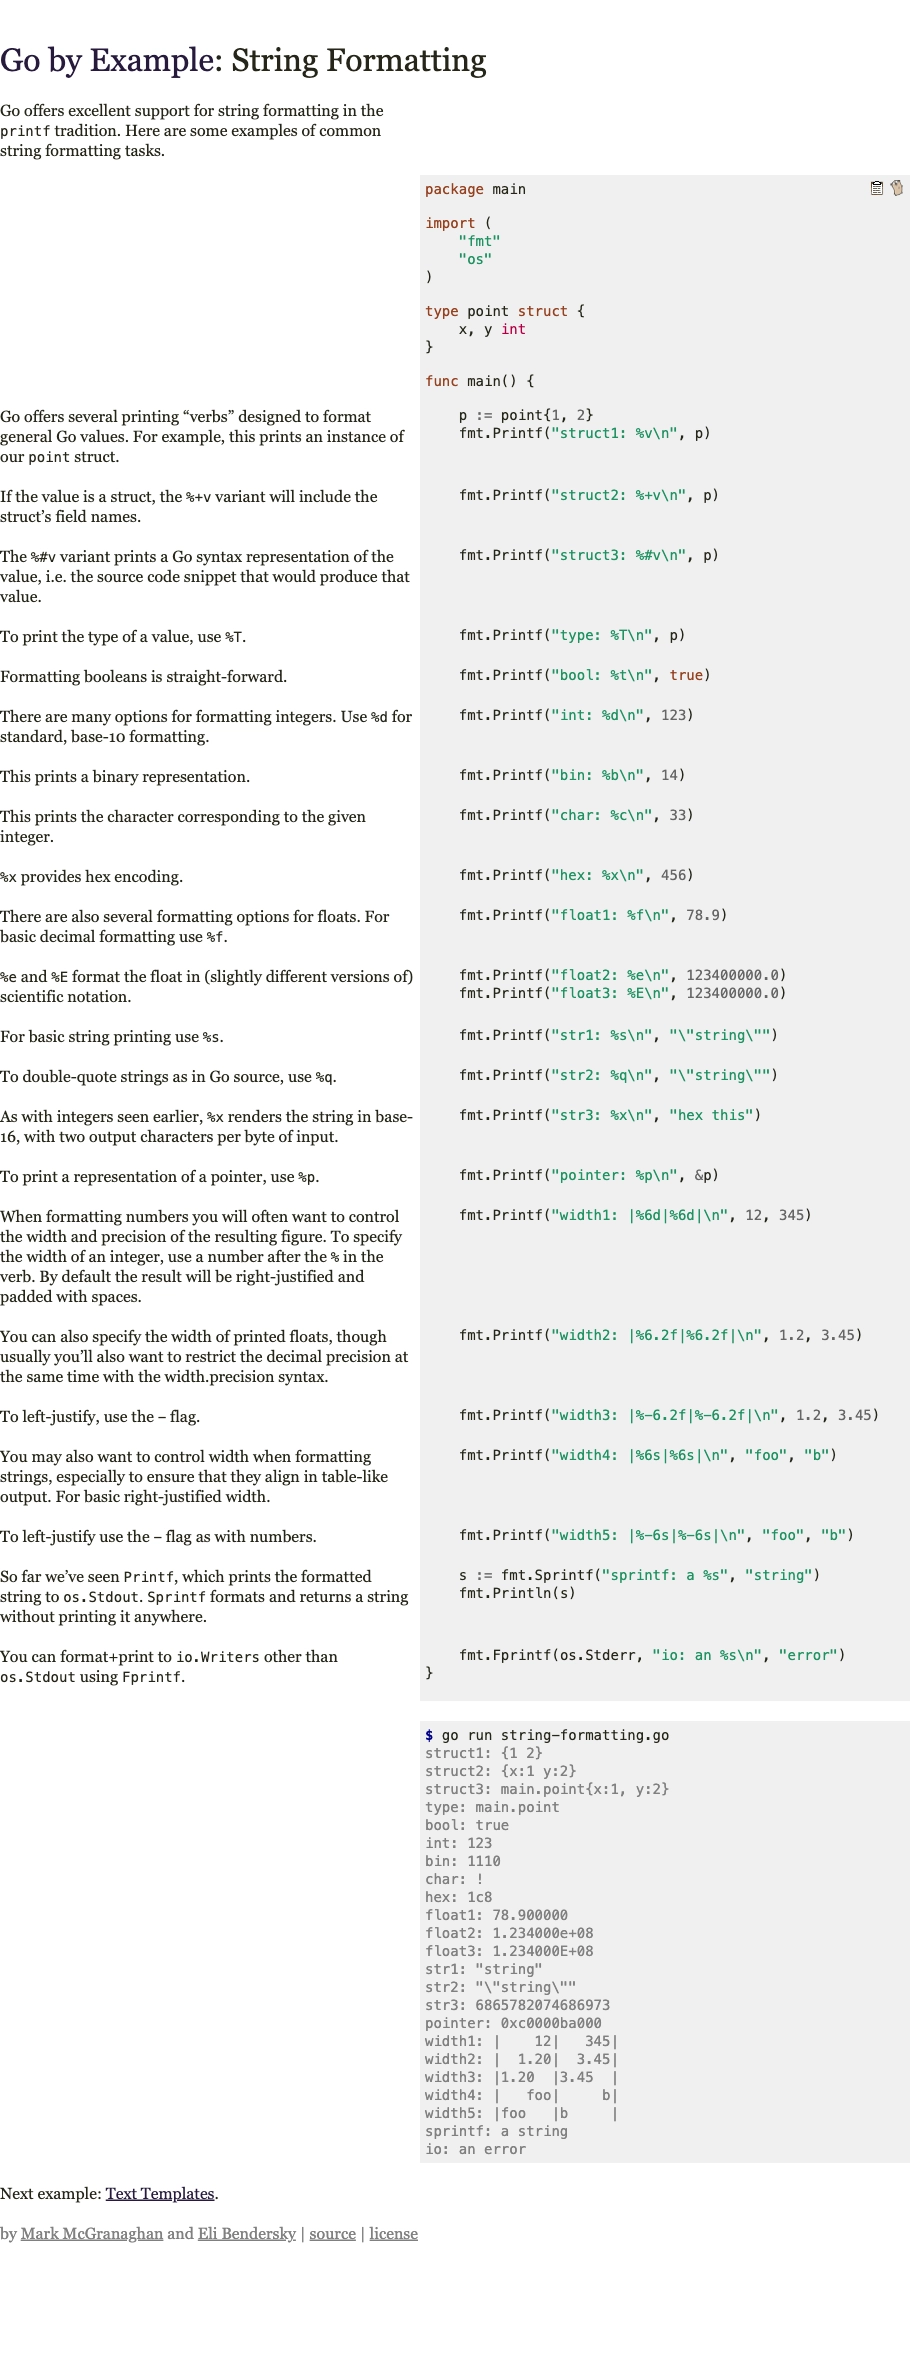 Go by Example: String Formatting
Go offers excellent support for string formatting in the
printf tradition. Here are some examples of common
string formatting tasks.
package main
import (
    "fmt"
    "os"
)
type point struct {
    x, y int
}
func main() {
Go offers several printing “verbs” designed to format
general Go values. For example, this prints an instance of
our point struct.
    p := point{1, 2}
    fmt.Printf("struct1: %v\n", p)
If the value is a struct, the %+v variant will include the
struct’s field names.
    fmt.Printf("struct2: %+v\n", p)
The %#v variant prints a Go syntax representation of the
value, i.e. the source code snippet that would produce that
value.
    fmt.Printf("struct3: %#v\n", p)
To print the type of a value, use %T.
    fmt.Printf("type: %T\n", p)
Formatting booleans is straight-forward.
    fmt.Printf("bool: %t\n", true)
There are many options for formatting integers. Use %d for
standard, base-10 formatting.
    fmt.Printf("int: %d\n", 123)
This prints a binary representation.
    fmt.Printf("bin: %b\n", 14)
This prints the character corresponding to the given
integer.
    fmt.Printf("char: %c\n", 33)
%x provides hex encoding.
    fmt.Printf("hex: %x\n", 456)
There are also several formatting options for floats. For
basic decimal formatting use %f.
    fmt.Printf("float1: %f\n", 78.9)
%e and %E format the float in (slightly different versions of)
scientific notation.
    fmt.Printf("float2: %e\n", 123400000.0)
    fmt.Printf("float3: %E\n", 123400000.0)
For basic string printing use %s.
    fmt.Printf("str1: %s\n", "\"string\"")
To double-quote strings as in Go source, use %q.
    fmt.Printf("str2: %q\n", "\"string\"")
As with integers seen earlier, %x renders the string in base-
16, with two output characters per byte of input.
    fmt.Printf("str3: %x\n", "hex this")
To print a representation of a pointer, use %p.
    fmt.Printf("pointer: %p\n", &p)
When formatting numbers you will often want to control
the width and precision of the resulting figure. To specify
the width of an integer, use a number after the % in the
verb. By default the result will be right-justified and
padded with spaces.
    fmt.Printf("width1: |%6d|%6d|\n", 12, 345)
You can also specify the width of printed floats, though
usually you’ll also want to restrict the decimal precision at
the same time with the width.precision syntax.
    fmt.Printf("width2: |%6.2f|%6.2f|\n", 1.2, 3.45)
To left-justify, use the - flag.
    fmt.Printf("width3: |%-6.2f|%-6.2f|\n", 1.2, 3.45)
You may also want to control width when formatting
strings, especially to ensure that they align in table-like
output. For basic right-justified width.
    fmt.Printf("width4: |%6s|%6s|\n", "foo", "b")
To left-justify use the - flag as with numbers.
    fmt.Printf("width5: |%-6s|%-6s|\n", "foo", "b")
So far we’ve seen Printf, which prints the formatted
string to os.Stdout. Sprintf formats and returns a string
without printing it anywhere.
    s := fmt.Sprintf("sprintf: a %s", "string")
    fmt.Println(s)
You can format+print to io.Writers other than
os.Stdout using Fprintf.
    fmt.Fprintf(os.Stderr, "io: an %s\n", "error")
}
$ go run string-formatting.go
struct1: {1 2}
struct2: {x:1 y:2}
struct3: main.point{x:1, y:2}
type: main.point
bool: true
int: 123
bin: 1110
char: !
hex: 1c8
float1: 78.900000
float2: 1.234000e+08
float3: 1.234000E+08
str1: "string"
str2: "\"string\""
str3: 6865782074686973
pointer: 0xc0000ba000
width1: |    12|   345|
width2: |  1.20|  3.45|
width3: |1.20  |3.45  |
width4: |   foo|     b|
width5: |foo   |b     |
sprintf: a string
io: an error
Next example: Text Templates.
by Mark McGranaghan and Eli Bendersky | source | license